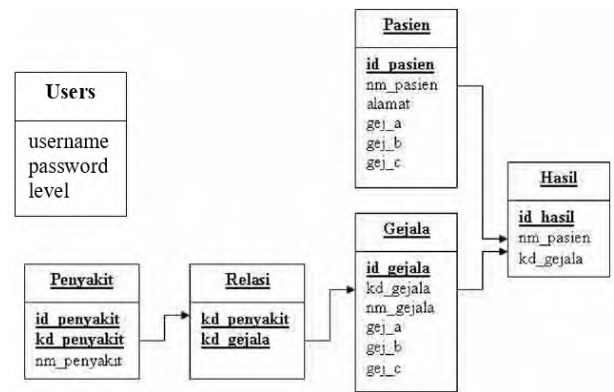 Users
username
password
level
Pasien
id_pasien
nm_pasien
alamat
gej_a
gej_b
gej_c
Hasil
id_hasil
nm_pasien
kd_gejala
Gejala
id_gejala
kd_gejala
nm_gejala
gej_a
gej_b
gej_c
Penyakit
id_penyakit
kd_penyakit
nm_penyakit
Relasi
kd_penyakit
kd_gejala